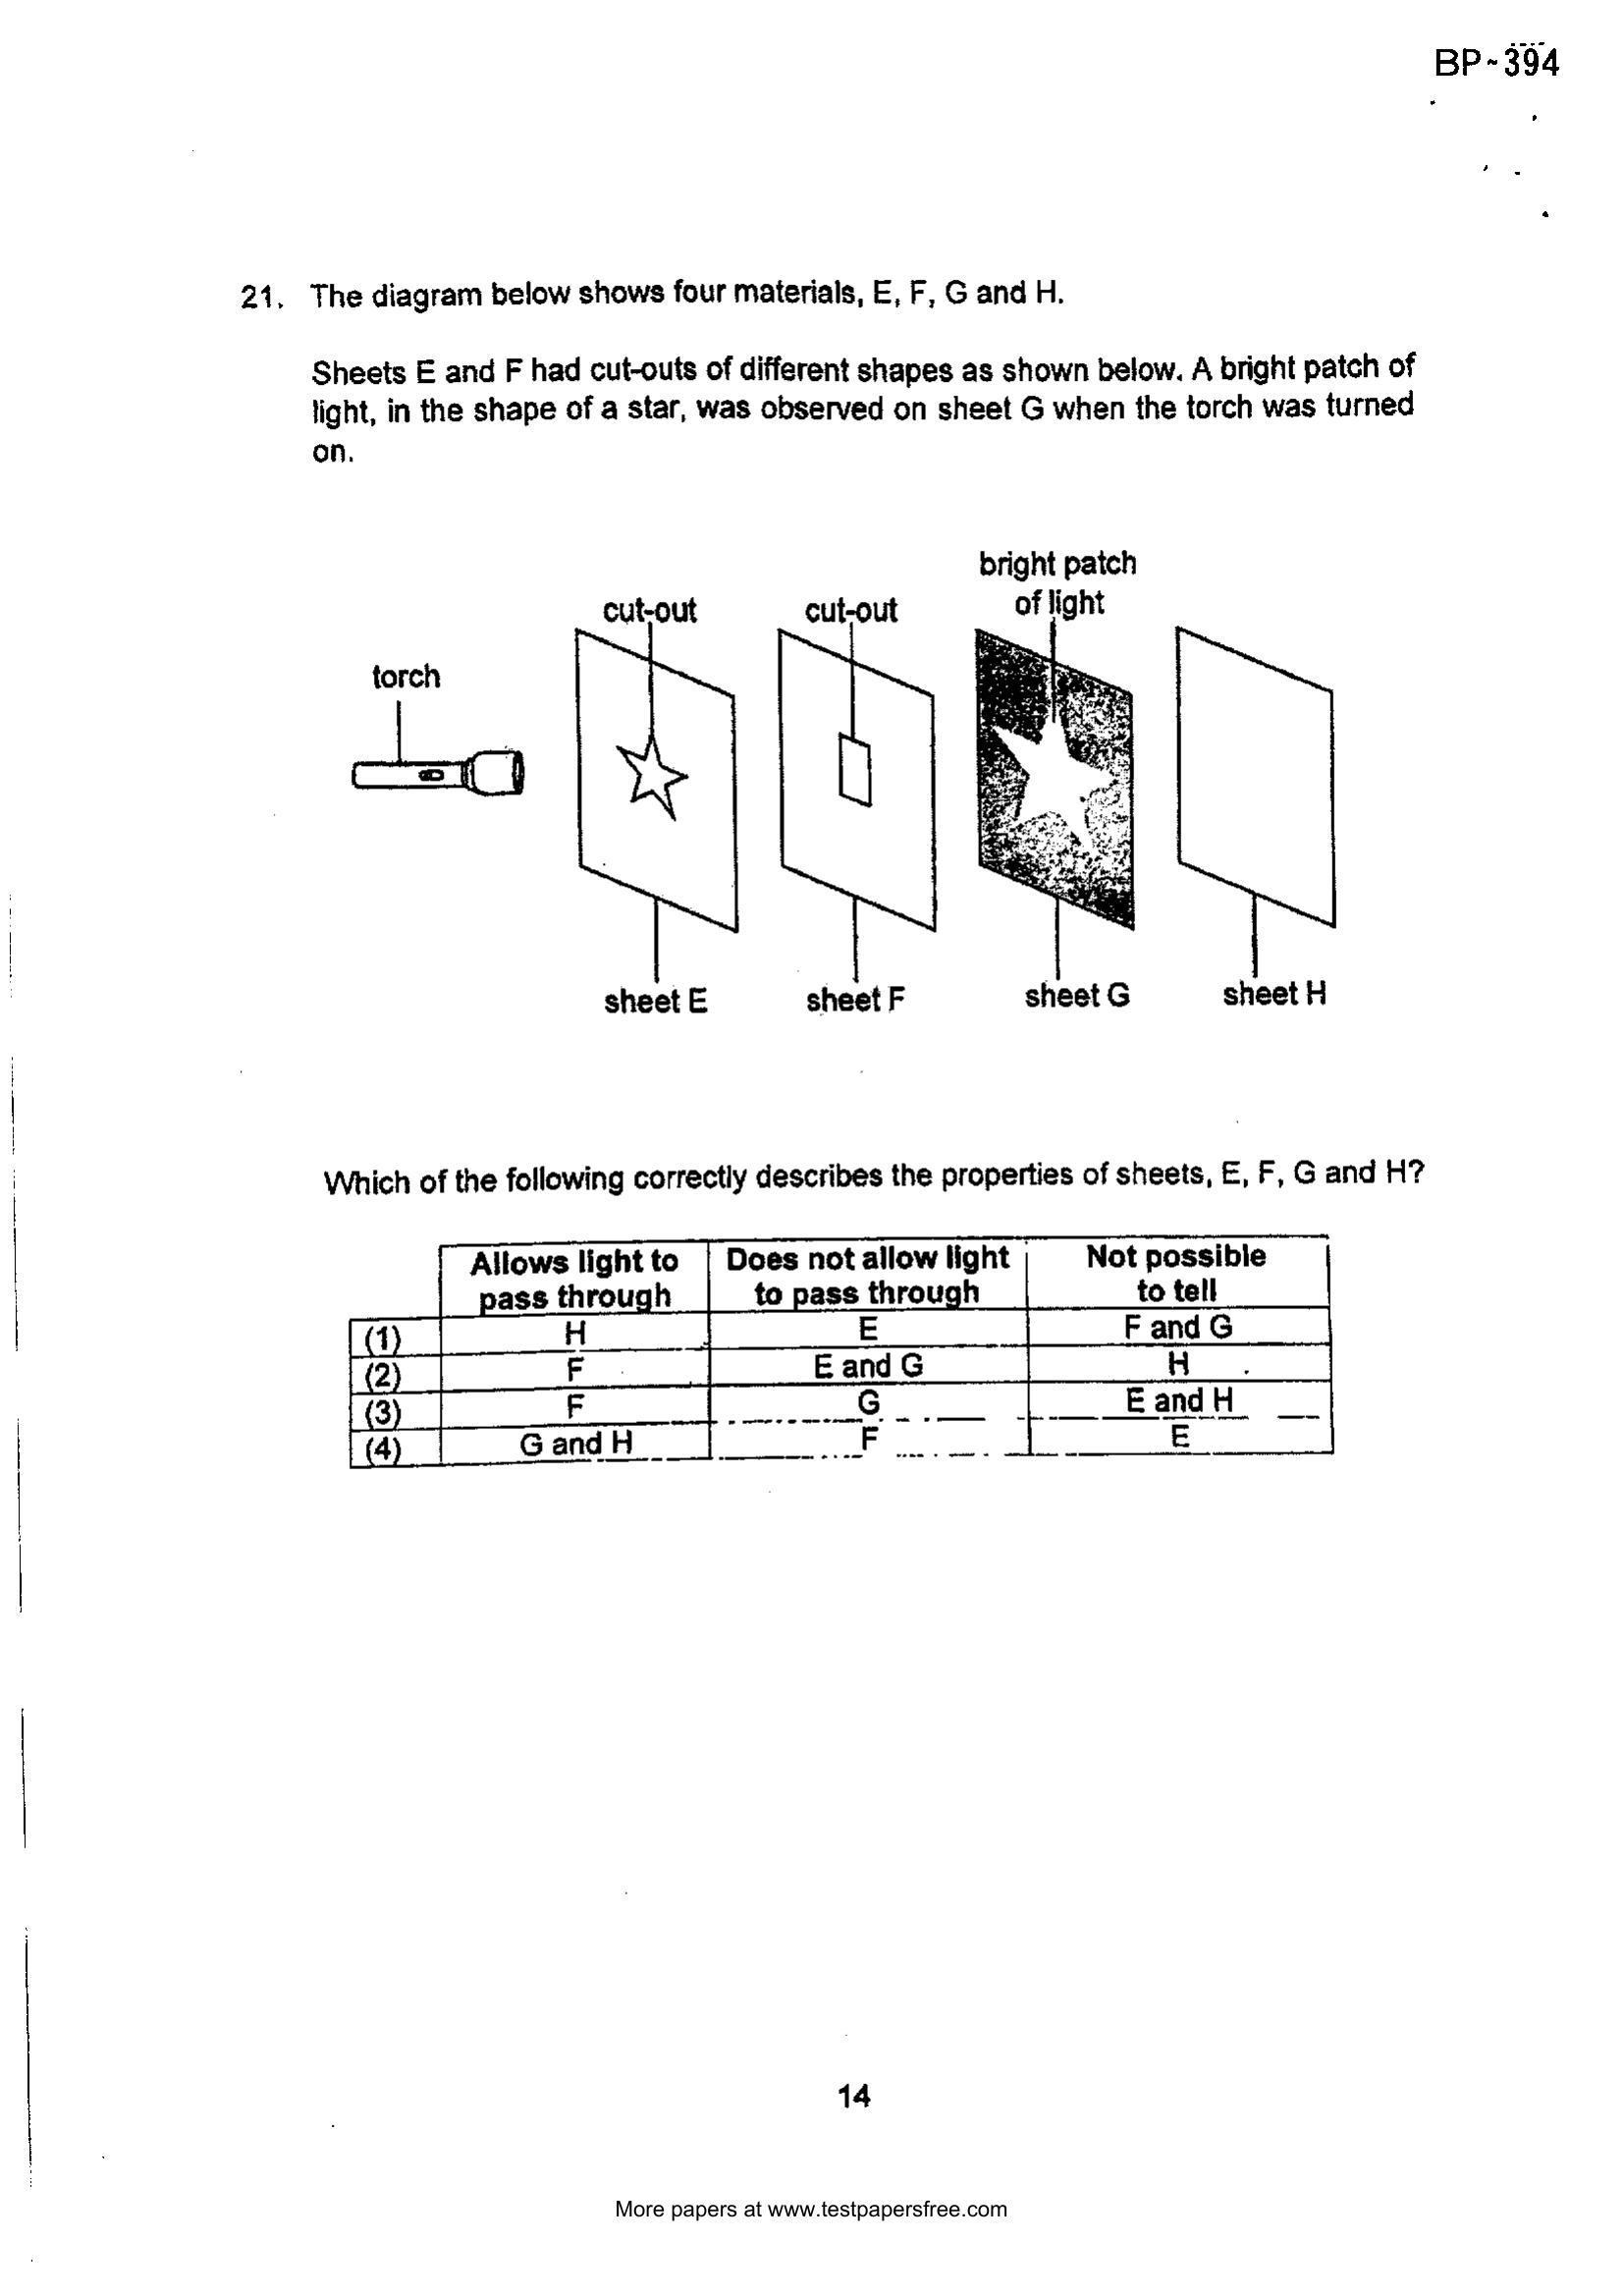 BP~394
21. The diagram below shows four materials, E, F, G and H.
Sheets E and F had cut-outs of different shapes as shown below. A bright patch of
light, in the shape of a star, was observed on sheet G when the torch was turned
on.
bright patch
of light
cut-out
cut-out
torch
sheet E
sheet F
sheet G
sheet H
Which of the following correctly describes the properties of sheets, E, F, G and H?
Allows light to pass through Does not allow light to pass through Not possible to tell
(1) H E F and G
(2) F E and G H
(3) F G E and H
(4) G and H F E
14
More papers at www.testpapersfree.com